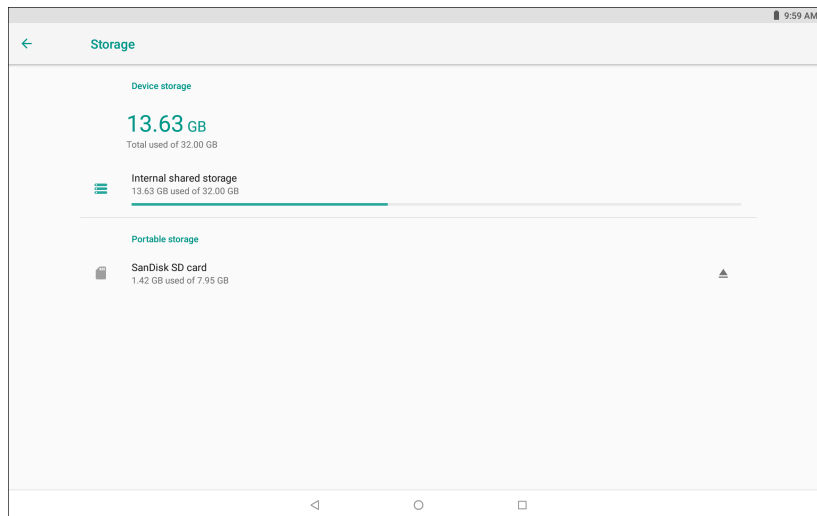 9:59 AM
Storage
Device storage
13.63 GB
Total used of 32.00 GB
Internal shared storage
13.63 GB used of 32.00 GB
Portable storage
SanDisk SD card
1.42 GB used of 7.95 GB